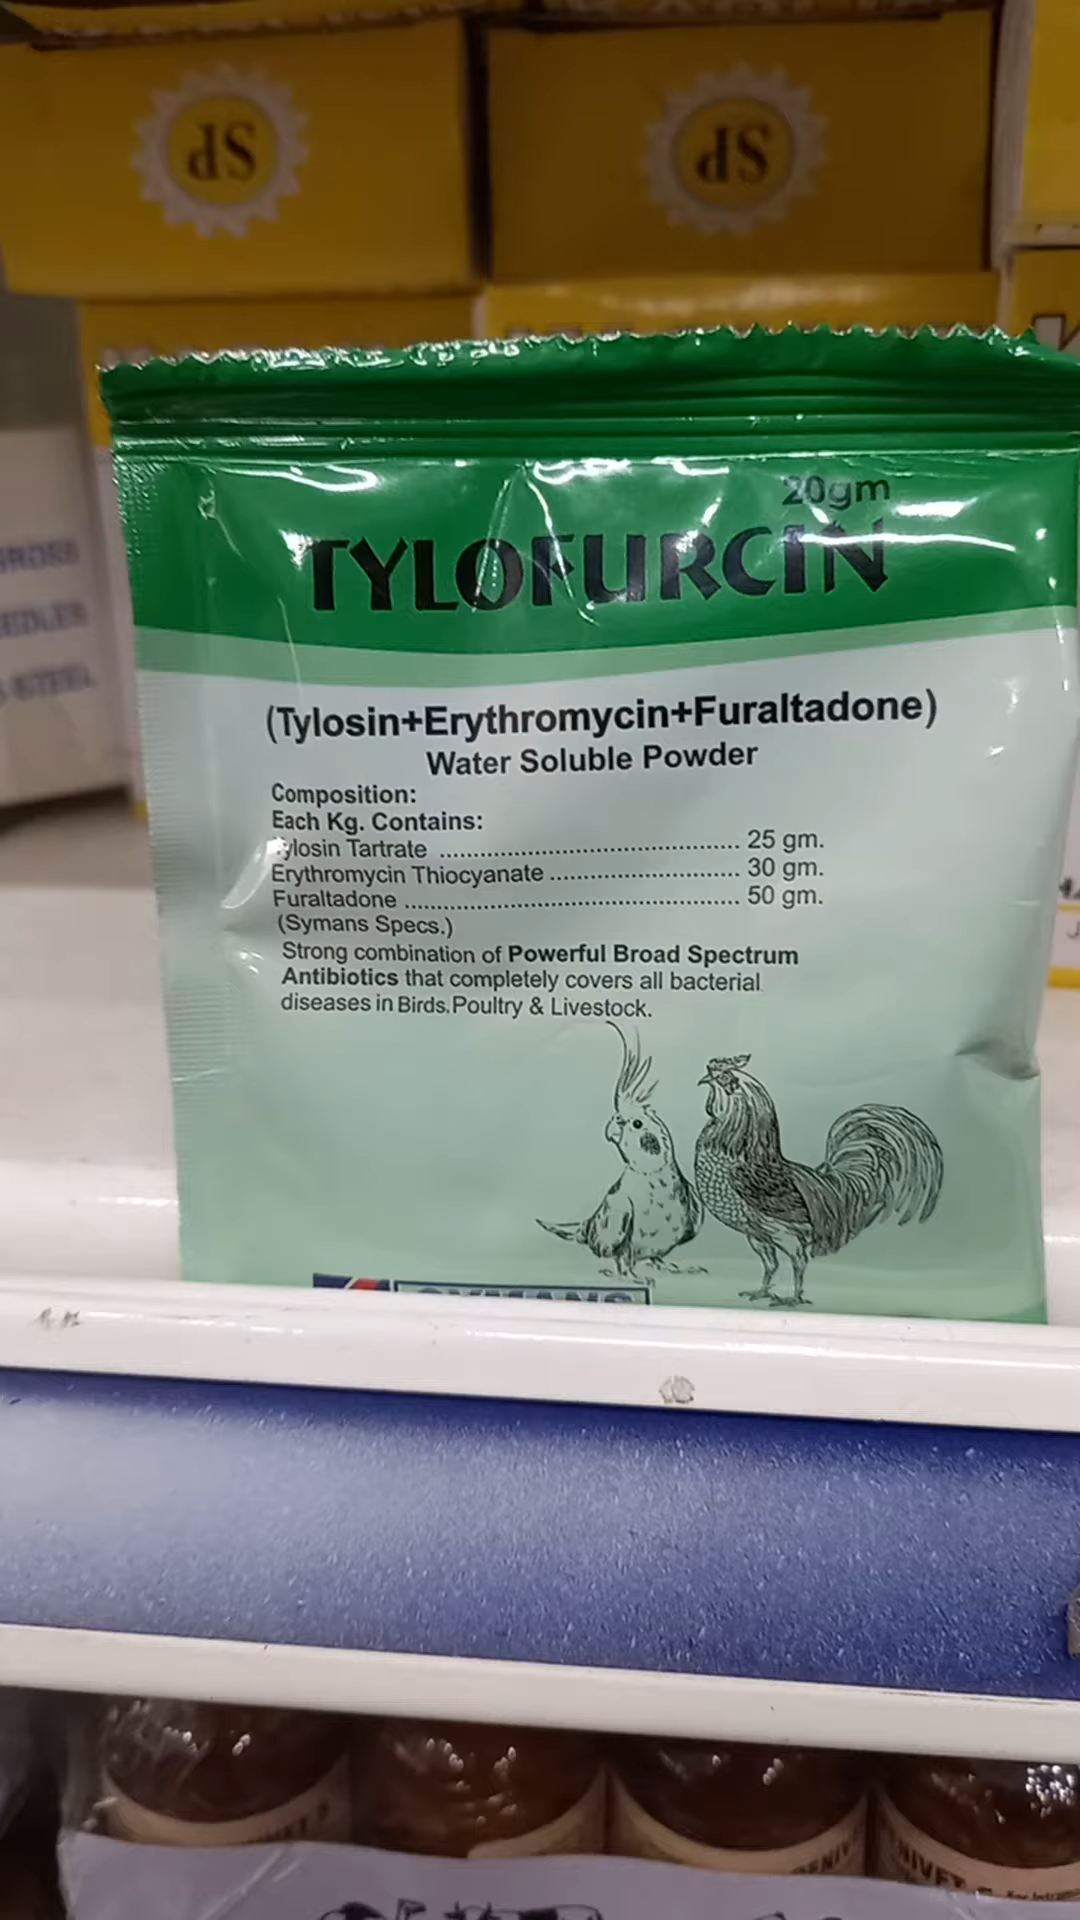 SP
SP
20gm
TYLOFURCIN
(Tylosin+Erythromycin+Furaltadone)
Water Soluble Powder
Composition:
Each Kg. Contains:
Tylosin Tartrate ............................................. 25 gm.
Erythromycin Thiocyanate ............................ 30 gm.
Furaltadone .................................................. 50 gm.
(Symans Specs.)
Strong combination of Powerful Broad Spectrum
Antibiotics that completely covers all bacterial
diseases in Birds,Poultry & Livestock.